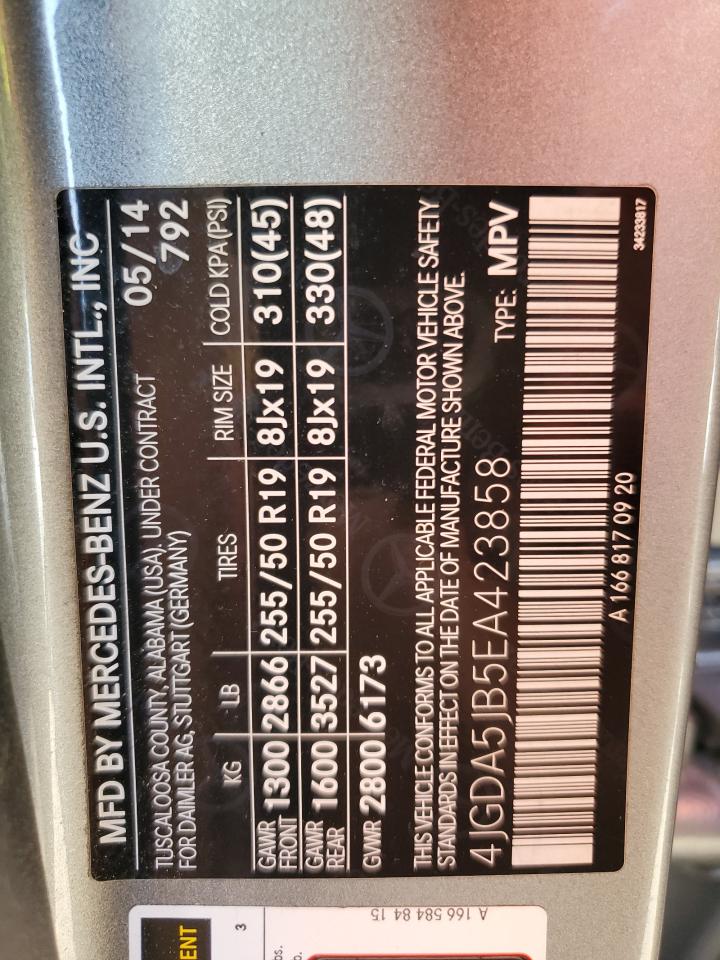 MFD BY MERCEDES-BENZ U.S. INTL., INC
TUSCALOOSA COUNTY, ALABAMA (USA), UNDER CONTRACT 05/14
FOR DAIMLER AG, STUTTGART (GERMANY) 792
KG LB TIRES RIM SIZE COLD KPA (PSI)
GAWR FRONT 1300 2866 255/50 R19 8Jx19 310(45)
GAWR REAR 1600 3527 255/50 R19 8Jx19 330(48)
GVWR 2800 6173
THIS VEHICLE CONFORMS TO ALL APPLICABLE FEDERAL MOTOR VEHICLE SAFETY
STANDARDS IN EFFECT ON THE DATE OF MANUFACTURE SHOWN ABOVE.
4JGDA5JB5EA423858 TYPE: MPV
A 166 817 09 20
34233817
A 166 584 84 15
3